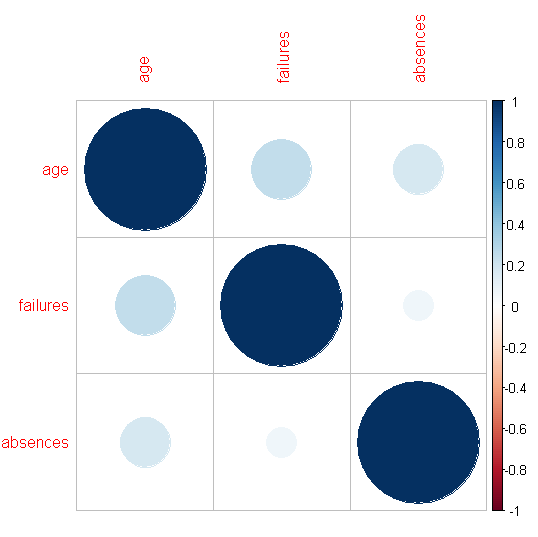 age
failures
absences
age
failures
absences
1
0.8
0.6
0.4
0.2
0
-0.2
-0.4
-0.6
-0.8
-1